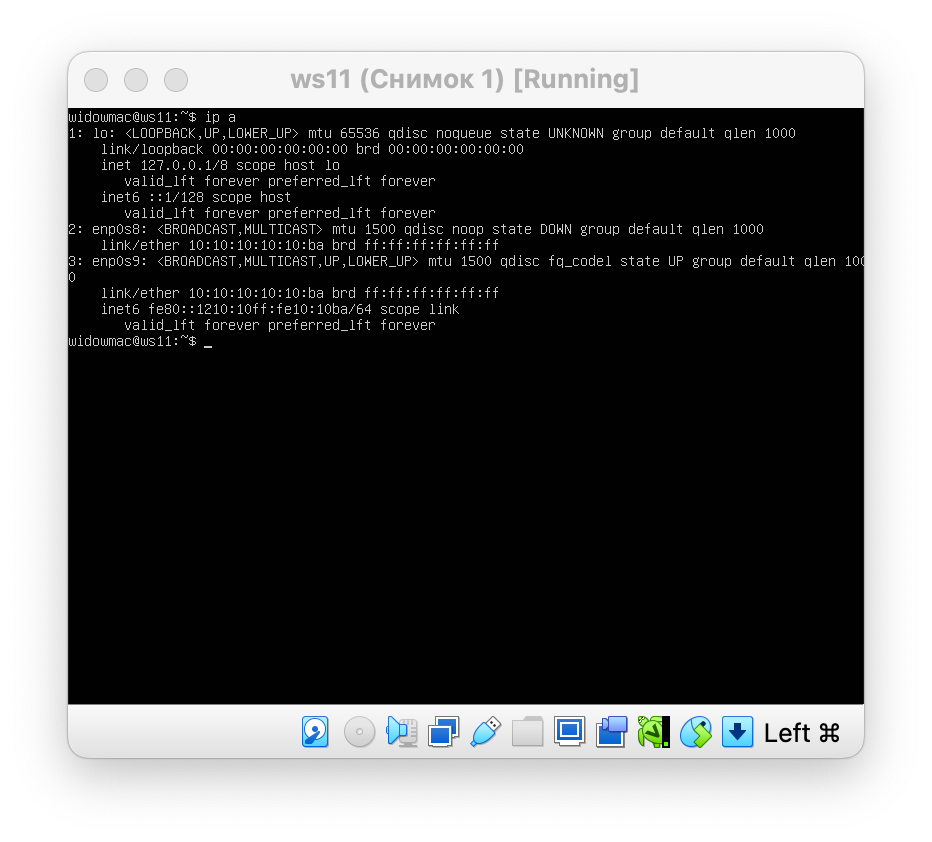 ws11 (Снимок 1) [Running]
widowmac@ws11:~$ ip a
1: lo: <LOOPBACK,UP,LOWER_UP> mtu 65536 qdisc noqueue state UNKNOWN group default qlen 1000
    link/loopback 00:00:00:00:00:00 brd 00:00:00:00:00:00
    inet 127.0.0.1/8 scope host lo
       valid_lft forever preferred_lft forever
    inet6 ::1/128 scope host
       valid_lft forever preferred_lft forever
2: enp0s8: <BROADCAST,MULTICAST> mtu 1500 qdisc noop state DOWN group default qlen 1000
    link/ether 10:10:10:10:10:ba brd ff:ff:ff:ff:ff:ff
3: enp0s9: <BROADCAST,MULTICAST,UP,LOWER_UP> mtu 1500 qdisc fq_codel state UP group default qlen 100
0
    link/ether 10:10:10:10:10:ba brd ff:ff:ff:ff:ff:ff
    inet6 fe80::1210:10ff:fe10:10ba/64 scope link
       valid_lft forever preferred_lft forever
widowmac@ws11:~$ _
Left ⌘